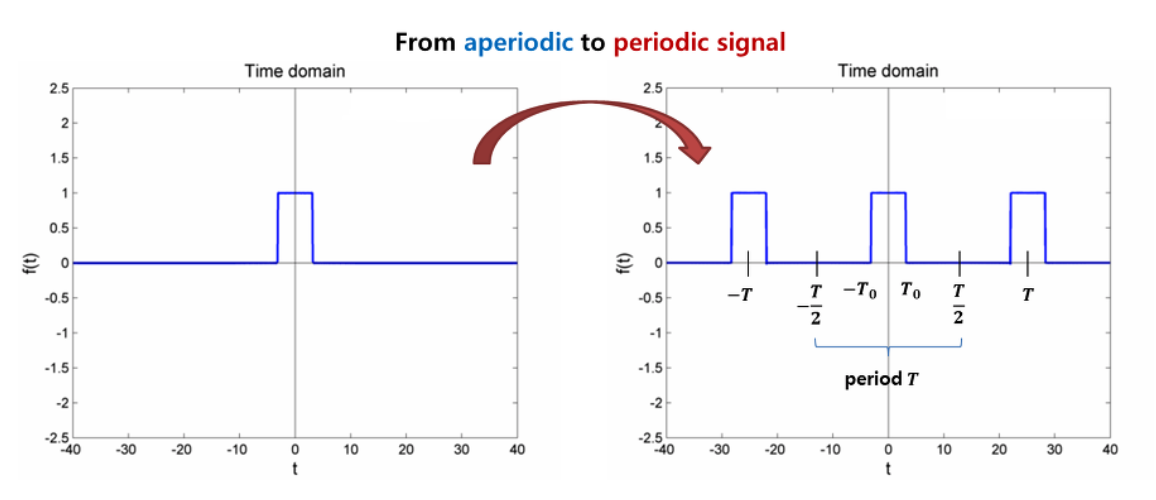 From aperiodic to periodic signal
Time domain
2.5
2
1.5
1
0.5
0
-0.5
-1
-1.5
-2
-2.5
f(t)
-40 -30 -20 -10 0 10 20 30 40
t
Time domain
2.5
2
1.5
1
0.5
0
-0.5
-1
-1.5
-2
-2.5
f(t)
−T −T/2 −T₀ T₀ T/2 T
period T
-40 -30 -20 -10 0 10 20 30 40
t